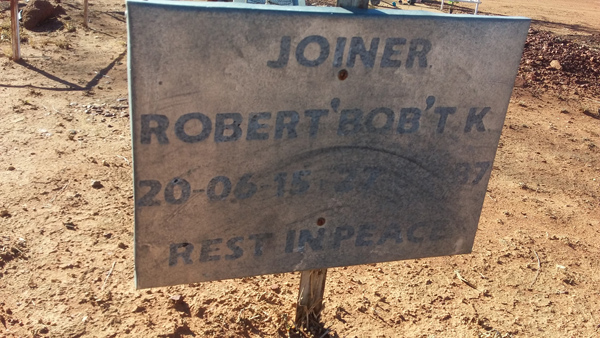 JOINER
ROBERT 'BOB' T.K.
20-06-15
REST IN PEACE